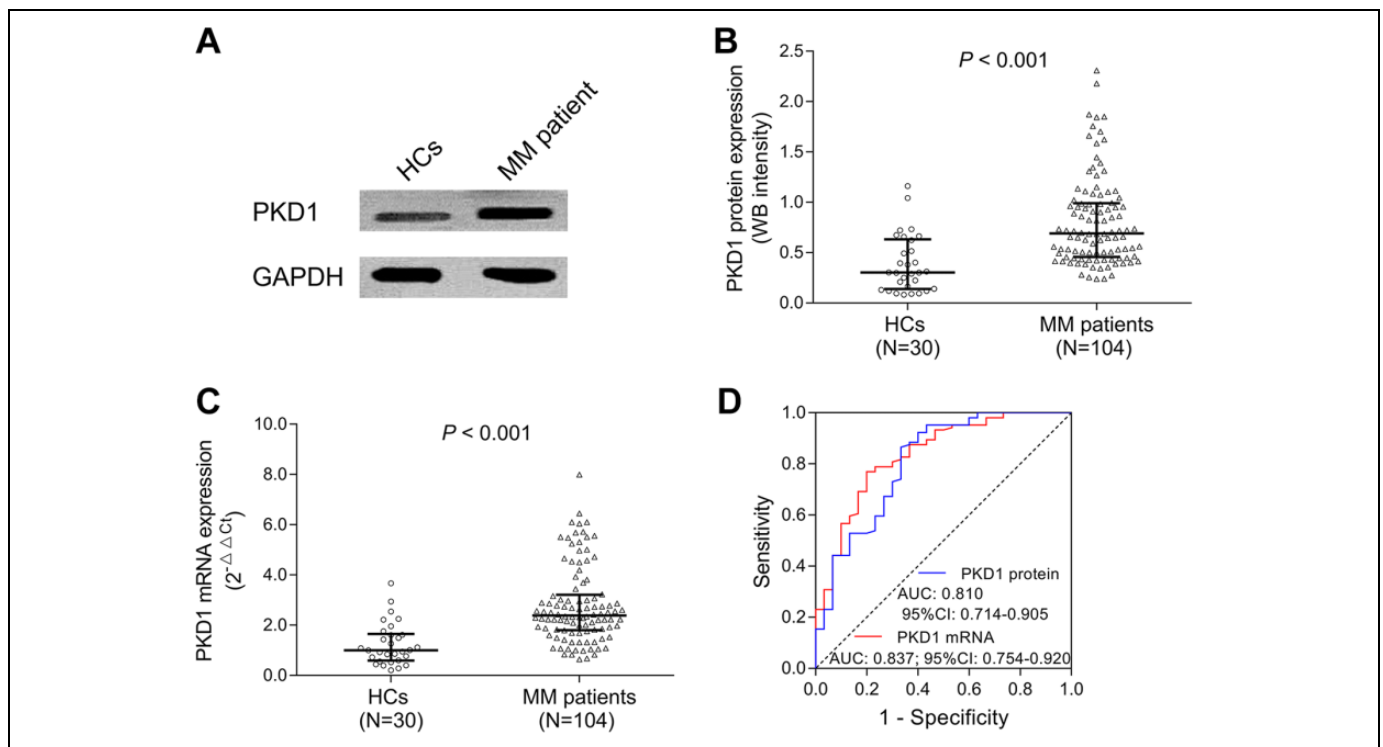 A
HCs
MM patient
PKD1
GAPDH
B
PKD1 protein expression
(WB intensity)
2.5
2.0
1.5
1.0
0.5
0.0
P < 0.001
HCs
(N=30)
MM patients
(N=104)
C
PKD1 mRNA expression
(2-△△Ct)
10.0
8.0
6.0
4.0
2.0
0.0
P < 0.001
HCs
(N=30)
MM patients
(N=104)
D
Sensitivity
1.0
0.8
0.6
0.4
0.2
0.0
PKD1 protein
AUC: 0.810
95%CI: 0.714-0.905
PKD1 mRNA
AUC: 0.837; 95%CI: 0.754-0.920
0.0 0.2 0.4 0.6 0.8 1.0
1 - Specificity